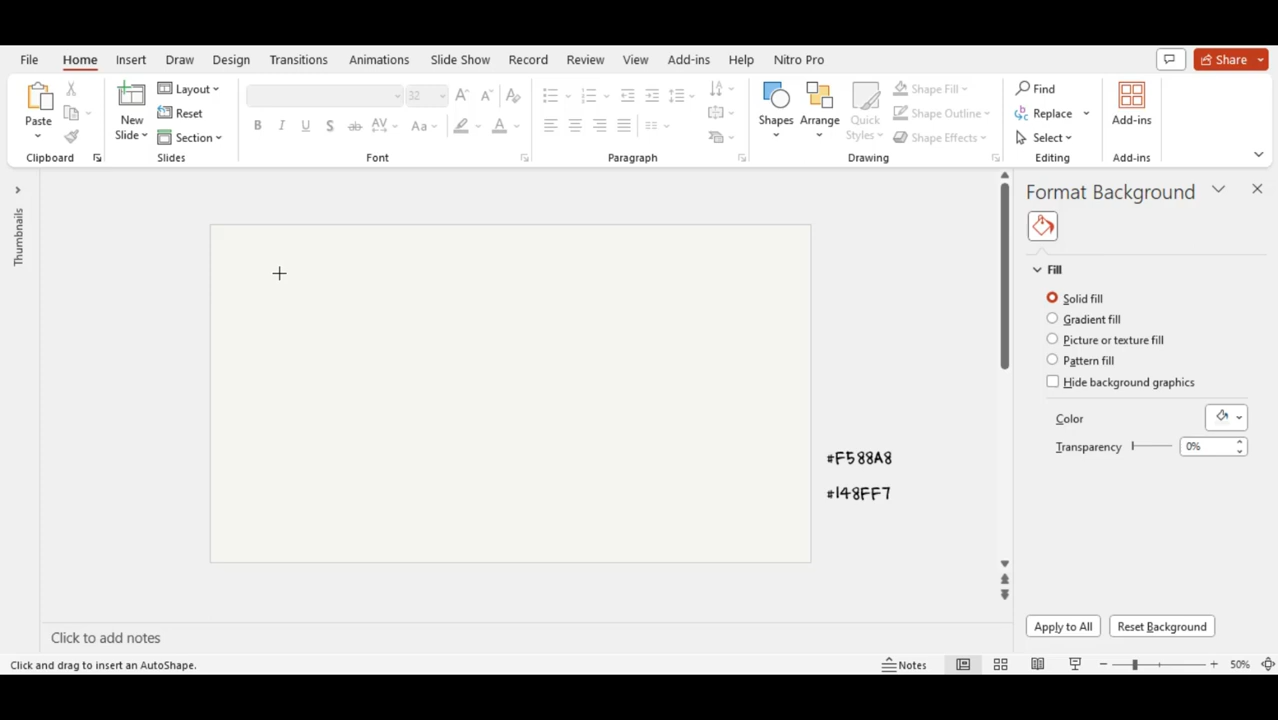 File Home Insert Draw Design Transitions Animations Slide Show Record Review View Add-ins Help Nitro Pro Share
Paste
Clipboard
New
Slide
Layout
Reset
Section
Slides
32
B I U S ab AV Aa A
Font
Paragraph
Shapes
Arrange
Quick
Styles
Shape Fill
Shape Outline
Shape Effects
Drawing
Find
Replace
Select
Editing
Add-ins
Add-ins
Thumbnails
Format Background
Fill
Solid fill
Gradient fill
Picture or texture fill
Pattern fill
Hide background graphics
Color
Transparency 0%
#F588A8
#148FF7
Apply to All Reset Background
Click to add notes
Click and drag to insert an AutoShape. Notes 50%